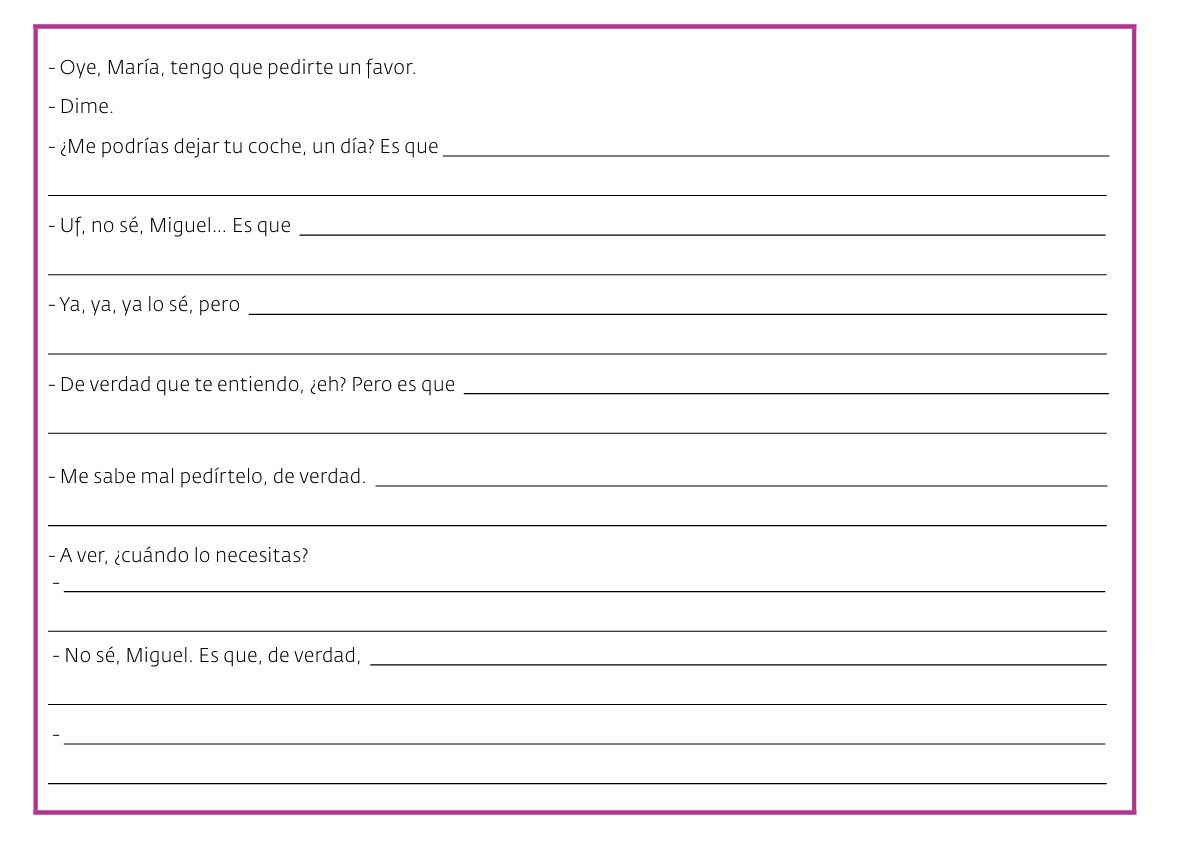 - Oye, María, tengo que pedirte un favor.
- Dime.
- ¿Me podrías dejar tu coche, un día? Es que
- Uf, no sé, Miguel... Es que
- Ya, ya, ya lo sé, pero
- De verdad que te entiendo, ¿eh? Pero es que
- Me sabe mal pedírtelo, de verdad.
- A ver, ¿cuándo lo necesitas?
-
- No sé, Miguel. Es que, de verdad,
-